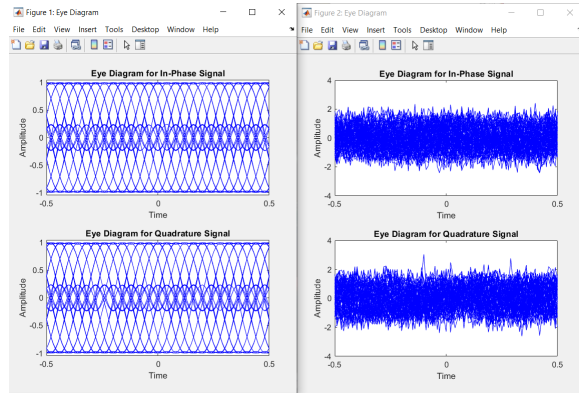 Figure 1: Eye Diagram
File Edit View Insert Tools Desktop Window Help
Eye Diagram for In-Phase Signal
1
0.5
0
-0.5
-1
Amplitude
-0.5 0 0.5
Time
Eye Diagram for Quadrature Signal
1
0.5
0
-0.5
-1
Amplitude
-0.5 0 0.5
Time
Figure 2: Eye Diagram
File Edit View Insert Tools Desktop Window Help
Eye Diagram for In-Phase Signal
4
2
0
-2
-4
Amplitude
-0.5 0 0.5
Time
Eye Diagram for Quadrature Signal
4
2
0
-2
-4
Amplitude
-0.5 0 0.5
Time